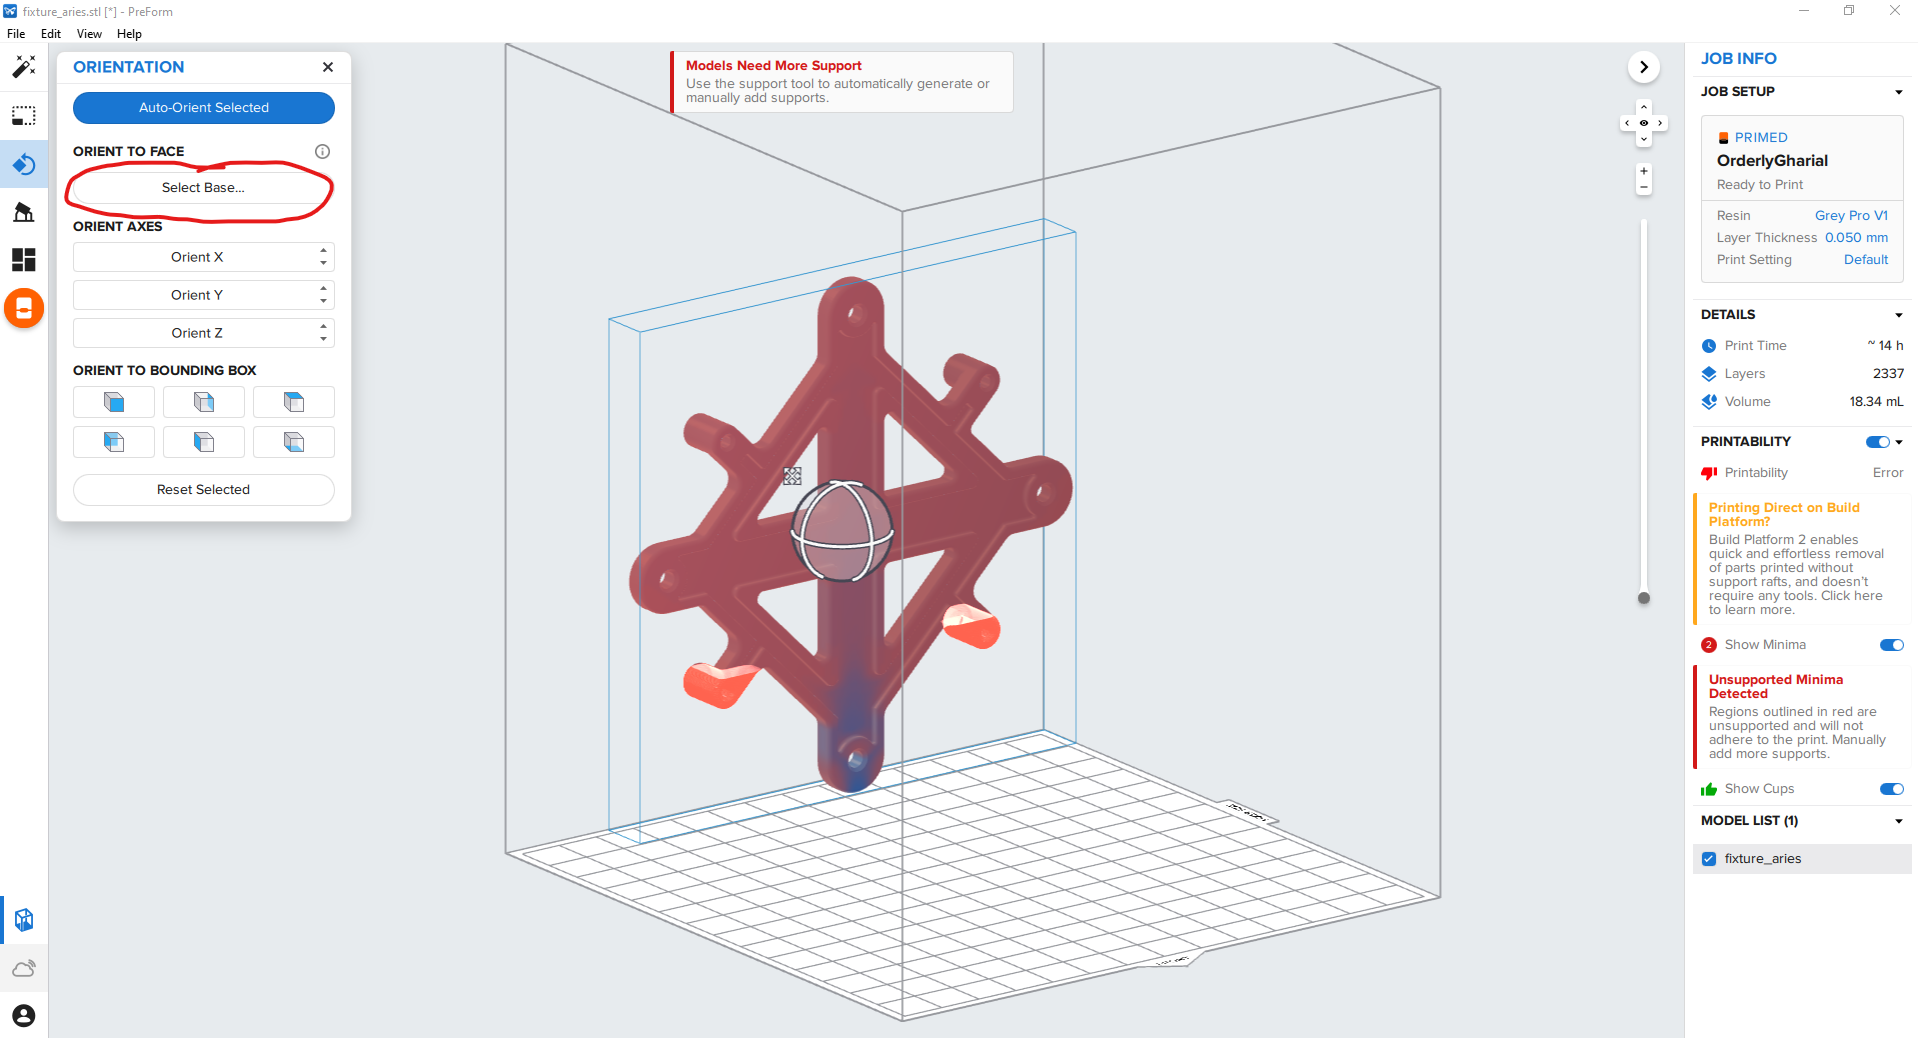 fixture_aries.stl [*] - PreForm
File Edit View Help
ORIENTATION
Auto-Orient Selected
ORIENT TO FACE
Select Base...
ORIENT AXES
Orient X
Orient Y
Orient Z
ORIENT TO BOUNDING BOX
Reset Selected
Models Need More Support
Use the support tool to automatically generate or
manually add supports.
JOB INFO
JOB SETUP
PRIMED
OrderlyGharial
Ready to Print
Resin Grey Pro V1
Layer Thickness 0.050 mm
Print Setting Default
DETAILS
Print Time ~ 14 h
Layers 2337
Volume 18.34 mL
PRINTABILITY
Printability Error
Printing Direct on Build
Platform?
Build Platform 2 enables
quick and effortless removal
of parts printed without
support rafts, and doesn't
require any tools. Click here
to learn more.
2 Show Minima
Unsupported Minima
Detected
Regions outlined in red are
unsupported and will not
adhere to the print. Manually
add more supports.
Show Cups
MODEL LIST (1)
fixture_aries